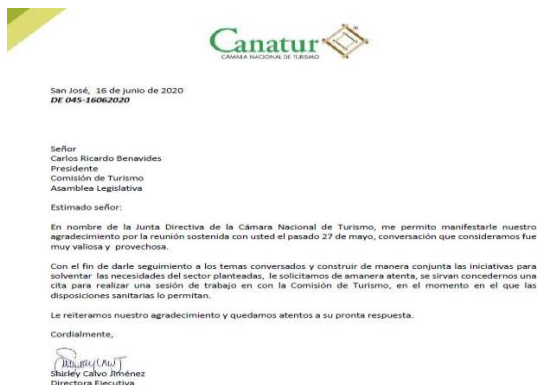 Canatur
CÁMARA NACIONAL DE TURISMO
San José, 16 de junio de 2020
DE 045-16062020
Señor
Carlos Ricardo Benavides
Presidente
Comisión de Turismo
Asamblea Legislativa
Estimado señor:
En nombre de la Junta Directiva de la Cámara Nacional de Turismo, me permito manifestarle nuestro
agradecimiento por la reunión sostenida con usted el pasado 27 de mayo, conversación que consideramos fue
muy valiosa y provechosa.
Con el fin de darle seguimiento a los temas conversados y construir de manera conjunta las iniciativas para
solventar las necesidades del sector planteadas, le solicitamos de amanera atenta, se sirvan concedernos una
cita para realizar una sesión de trabajo en con la Comisión de Turismo, en el momento en el que las
disposiciones sanitarias lo permitan.
Le reiteramos nuestro agradecimiento y quedamos atentos a su pronta respuesta.
Cordialmente,
Shirley Calvo Jiménez
Directora Ejecutiva